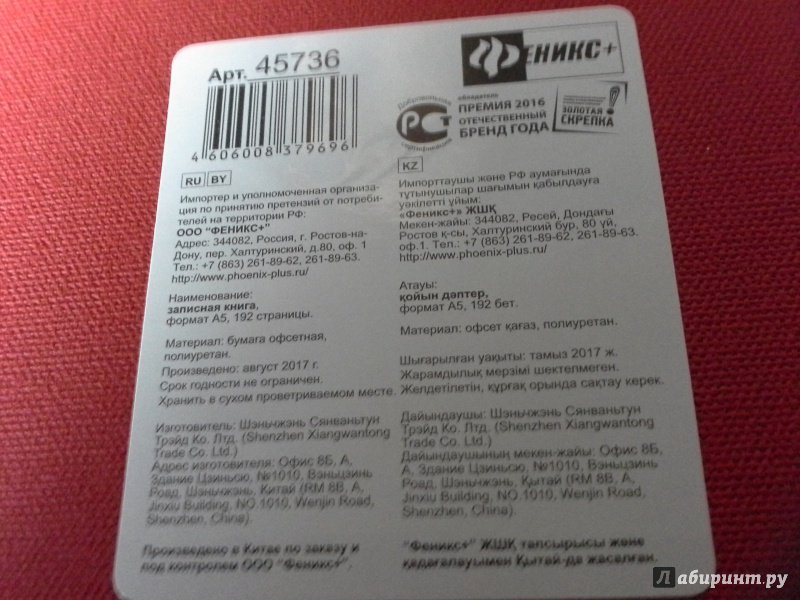 Арт. 45736
ФЕНИКС+
4 606008 379696
Добровольная
РСТ
сертификация
обладатель
ПРЕМИЯ 2016
ОТЕЧЕСТВЕННЫЙ
БРЕНД ГОДА
ЗОЛОТАЯ
СКРЕПКА
RU BY
Импортер и уполномоченная организа-
ция по принятию претензий от потреби-
телей на территории РФ:
ООО "ФЕНИКС+"
Адрес: 344082, Россия, г. Ростов-на-
Дону, пер. Халтуринский, д.80, оф. 1
Тел.: +7 (863) 261-89-62, 261-89-63.
http://www.phoenix-plus.ru/
Наименование:
записная книга,
формат А5, 192 страницы.
Материал: бумага офсетная,
полиуретан.
Произведено: август 2017 г.
Срок годности не ограничен.
Хранить в сухом проветриваемом месте.
Изготовитель: Шэньчжэнь Сянваньтун
Трэйд Ко. Лтд. (Shenzhen Xiangwantong
Trade Co. Ltd.)
Адрес изготовителя: Офис 8Б, А,
Здание Цзиньсю, №1010, Вэньцзинь
Роад, Шэньчжэнь, Китай (RM 8B, A,
Jinxiu Building, NO.1010, Wenjin Road,
Shenzhen, China).
Произведено в Китае по заказу и
под контролем ООО "Феникс+".
KZ
Импорттаушы және РФ аумағында
тұтынушылар шағымын қабылдауға
уәкілетті ұйым:
«Феникс+» ЖШҚ
Мекен-жайы: 344082, Ресей, Дондағы
Ростов қ-сы, Халтуринский бур, 80 үй,
оф.1. Тел.: +7 (863) 261-89-62, 261-89-63.
http://www.phoenix-plus.ru/
Атауы:
қойын дәптер,
формат А5, 192 бет.
Материал: офсет қағаз, полиуретан.
Шығарылған уақыты: тамыз 2017 ж.
Жарамдылық мерзімі шектелмеген.
Желдетілетін, құрғақ орында сақтау керек.
Дайындаушы: Шэньчжэнь Сянваньтун
Трэйд Ко. Лтд. (Shenzhen Xiangwantong
Trade Co. Ltd.)
Дайындаушының мекен-жайы: Офис 8Б,
А, Здание Цзиньсю, №1010, Вэньцзинь
Роад, Шэньчжэнь, Қытай (RM 8B, A,
Jinxiu Building, NO.1010, Wenjin Road,
Shenzhen, China).
"Феникс+" ЖШҚ тапсырысы және
қадағалауымен Қытай-да жасалған.
Лабиринт.ру